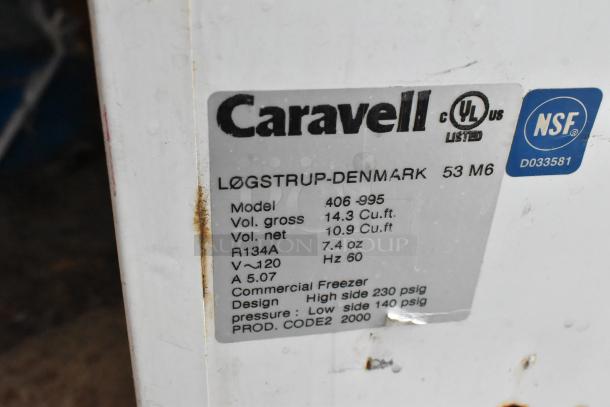 Caravell
C UL US
LISTED
NSF®
D033581
LØGSTRUP-DENMARK 53 M6
Model 406-995
Vol. gross 14.3 Cu.ft.
Vol. net 10.9 Cu.ft
R134A 7.4 oz
V~120 Hz 60
A 5.07
Commercial Freezer
Design High side 230 psig
pressure: Low side 140 psig
PROD. CODE2 2000
AUCTION GROUP